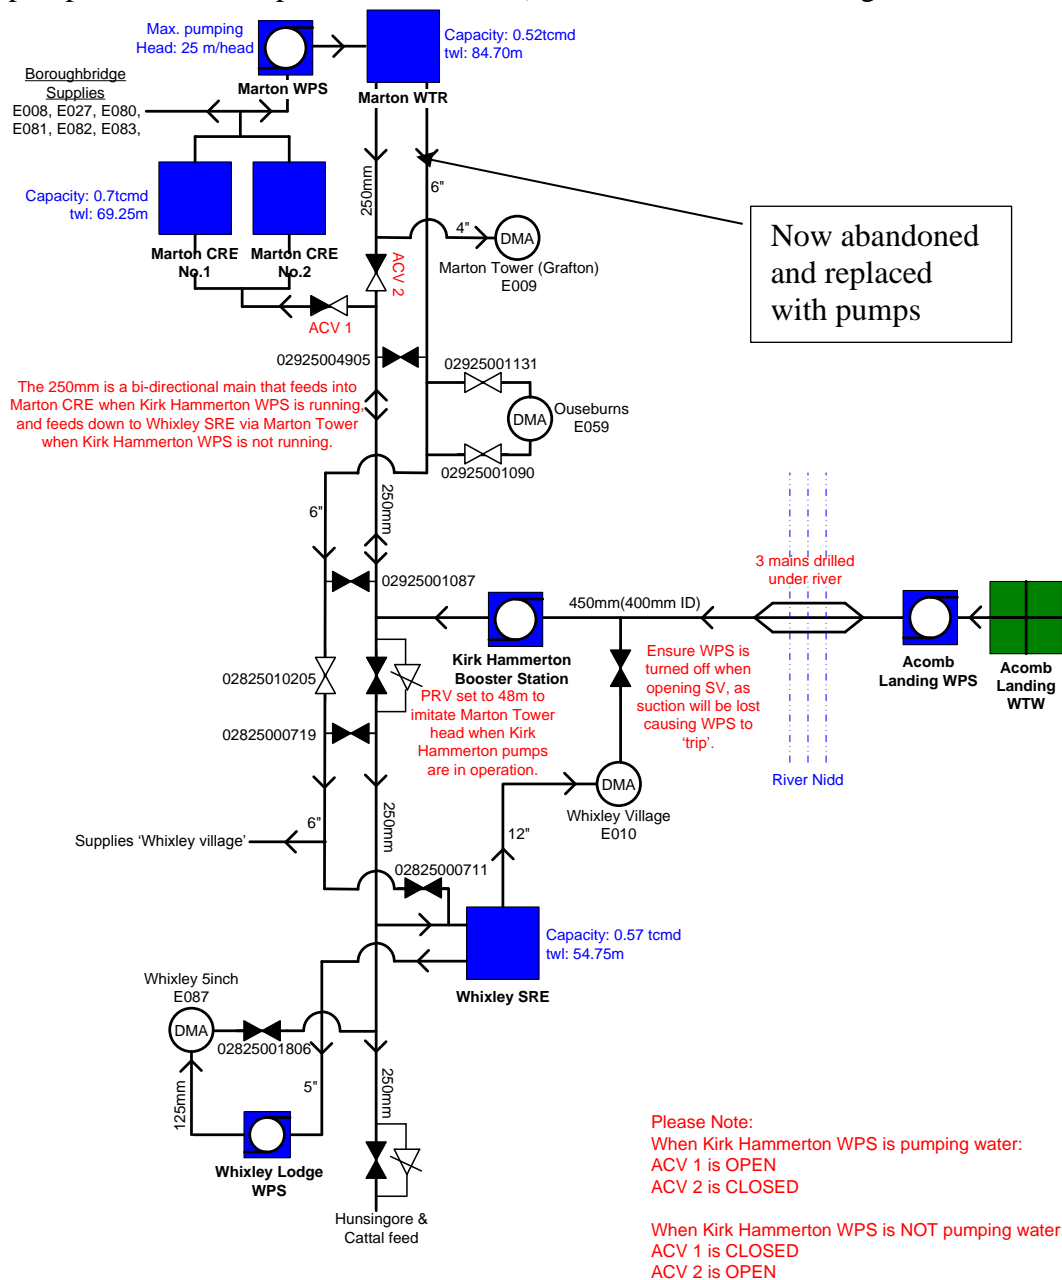 Max. pumping
Head: 25 m/head
Capacity: 0.52tcmd
twl: 84.70m
Boroughbridge
Supplies
E008, E027, E080,
E081, E082, E083,
Marton WPS
Marton WTR
Capacity: 0.7tcmd
twl: 69.25m
250mm
6"
Marton CRE
No.1
Marton CRE
No.2
4"
DMA
Marton Tower (Grafton)
E009
Now abandoned
and replaced
with pumps
ACV 2
ACV 1
02925004905
02925001131
The 250mm is a bi-directional main that feeds into
Marton CRE when Kirk Hammerton WPS is running,
and feeds down to Whixley SRE via Marton Tower
when Kirk Hammerton WPS is not running.
DMA
Ouseburns
E059
02925001090
6"
250mm
02925001087
3 mains drilled
under river
450mm(400mm ID)
Kirk Hammerton
Booster Station
Ensure WPS is
turned off when
opening SV, as
suction will be lost
causing WPS to
‘trip’.
Acomb
Landing WPS
Acomb
Landing
WTW
02825010205
PRV set to 48m to
imitate Marton Tower
head when Kirk
Hammerton pumps
are in operation.
02825000719
River Nidd
DMA
Whixley Village
E010
250mm
6"
12"
Supplies ‘Whixley village’
02825000711
Capacity: 0.57 tcmd
twl: 54.75m
Whixley SRE
Whixley 5inch
E087
DMA
02825001806
125mm
5"
250mm
Whixley Lodge
WPS
Hunsingore &
Cattal feed
Please Note:
When Kirk Hammerton WPS is pumping water:
ACV 1 is OPEN
ACV 2 is CLOSED
When Kirk Hammerton WPS is NOT pumping water:
ACV 1 is CLOSED
ACV 2 is OPEN